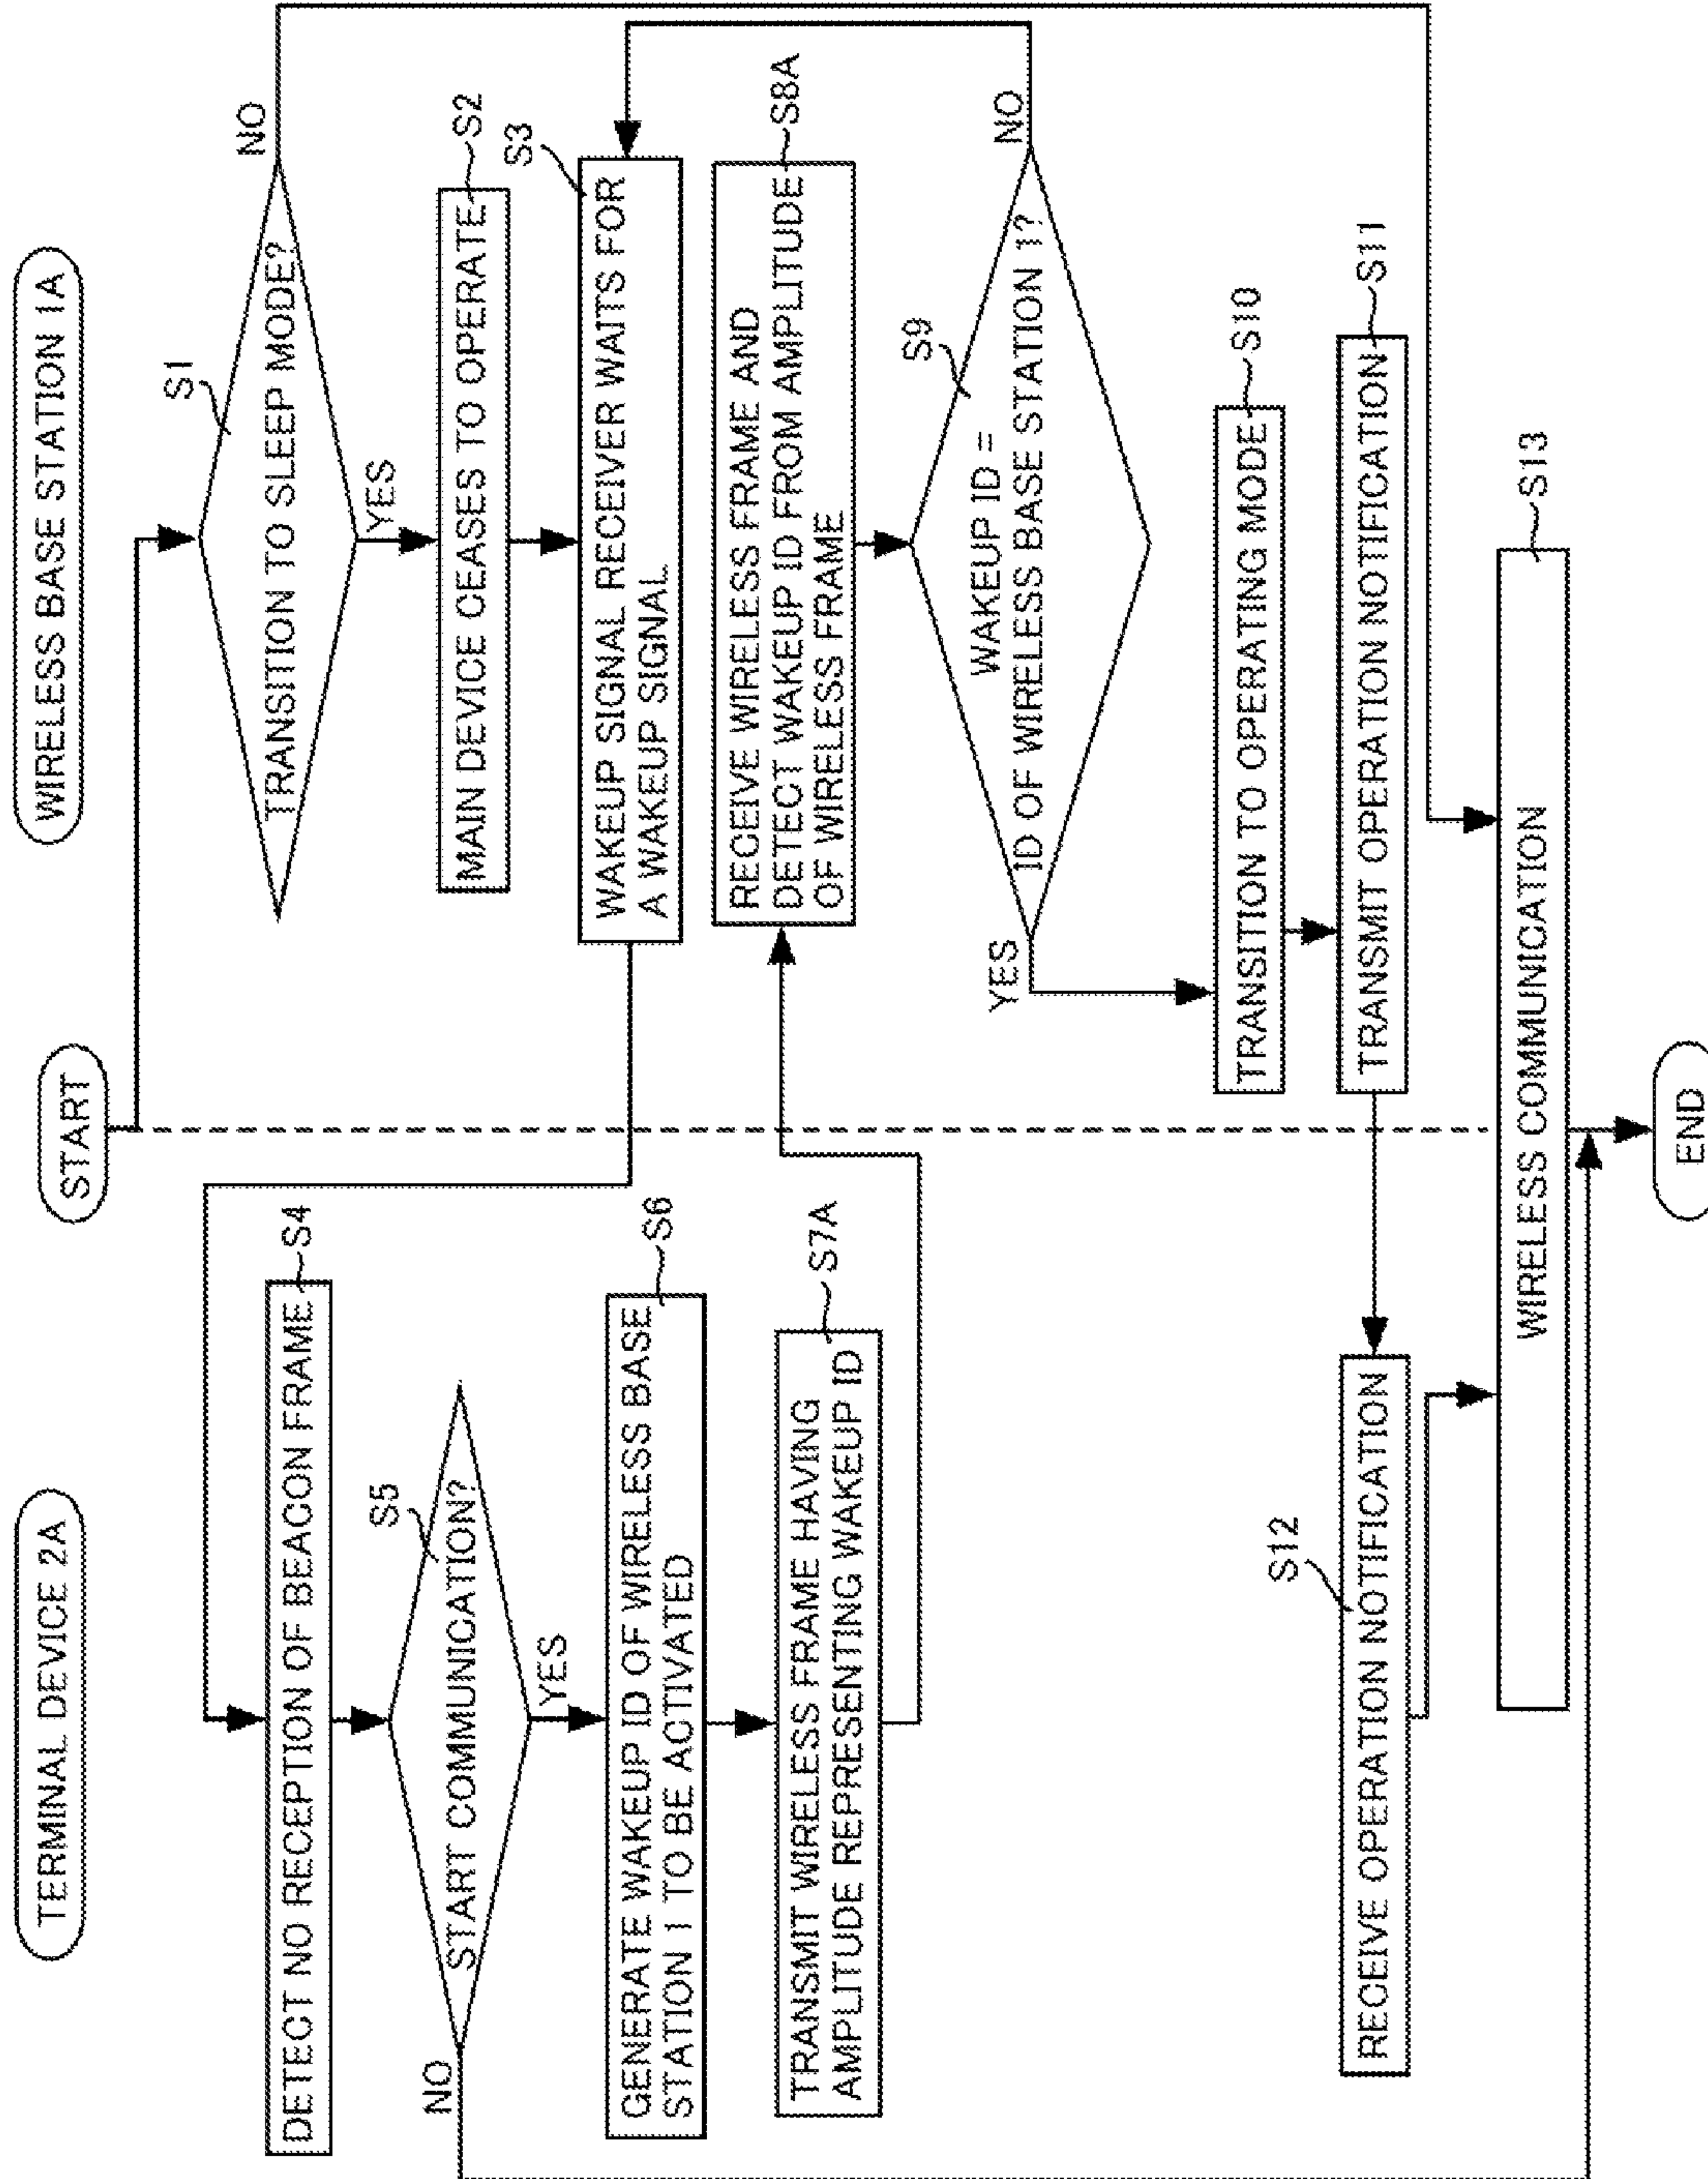 TERMINAL DEVICE 2A
START
WIRELESS BASE STATION 1A
S1
TRANSITION TO SLEEP MODE?
NO
YES
MAIN DEVICE CEASES TO OPERATE
S2
S3
WAKEUP SIGNAL RECEIVER WAITS FOR
A WAKEUP SIGNAL
DETECT NO RECEPTION OF BEACON FRAME
S4
S5
START COMMUNICATION?
NO
YES
GENERATE WAKEUP ID OF WIRELESS BASE
STATION 1 TO BE ACTIVATED
S6
TRANSMIT WIRELESS FRAME HAVING
AMPLITUDE REPRESENTING WAKEUP ID
S7A
RECEIVE WIRELESS FRAME AND
DETECT WAKEUP ID FROM AMPLITUDE
OF WIRELESS FRAME
S8A
S9
WAKEUP ID =
ID OF WIRELESS BASE STATION 1?
NO
YES
TRANSITION TO OPERATING MODE
S10
TRANSMIT OPERATION NOTIFICATION
S11
S12
RECEIVE OPERATION NOTIFICATION
WIRELESS COMMUNICATION
S13
END